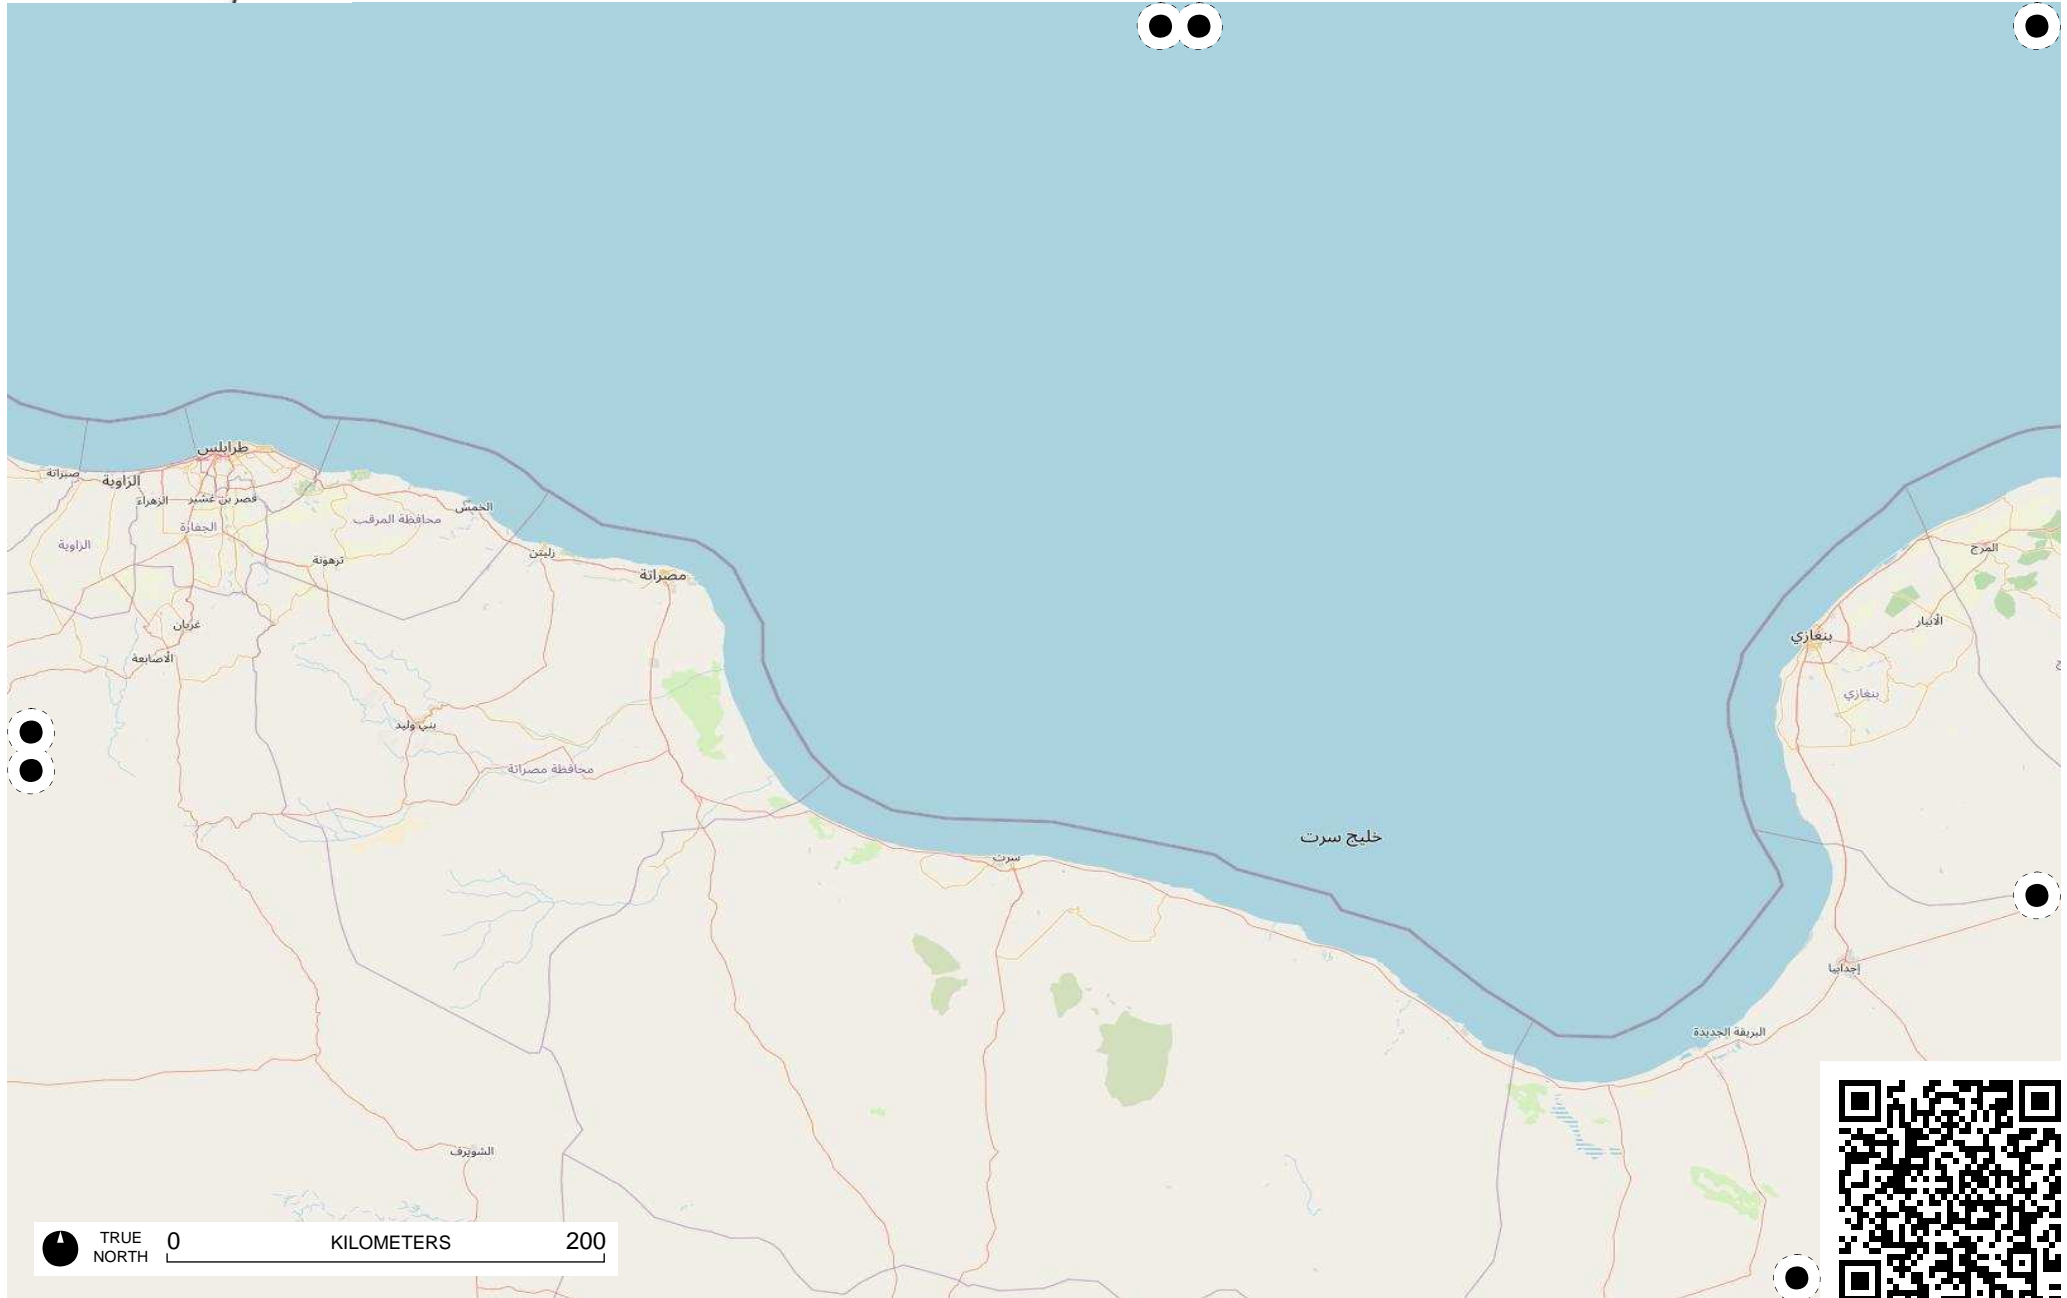 طرابلس
صبراتة
الزاوية
الزهراء
قصر بن غشير
الخمس
محافظة المرقب
الجفارة
الزاوية
زليتن
المرج
ترهونة
مصراتة
غريان
الأبيار
بنغازي
الأصابعة
بنغازي
بني وليد
محافظة مصراتة
خليج سرت
سرت
إجدابيا
البريقة الجديدة
الشويرف
TRUE
NORTH
0 KILOMETERS 200